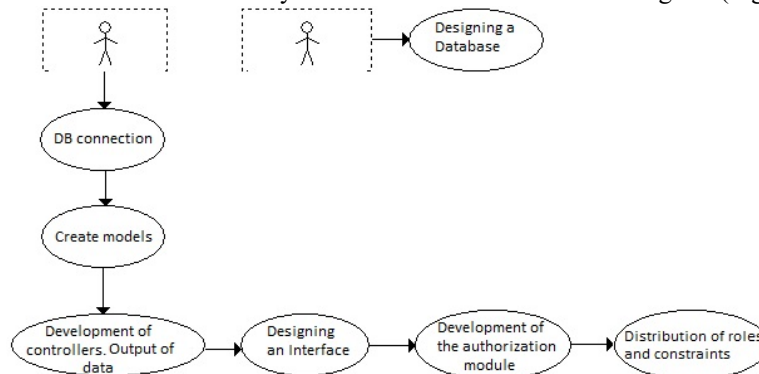 Designing a
Database
DB connection
Create models
Development of
controllers. Output of
data
Designing
an Interface
Development of
the authorization
module
Distribution of roles
and constraints